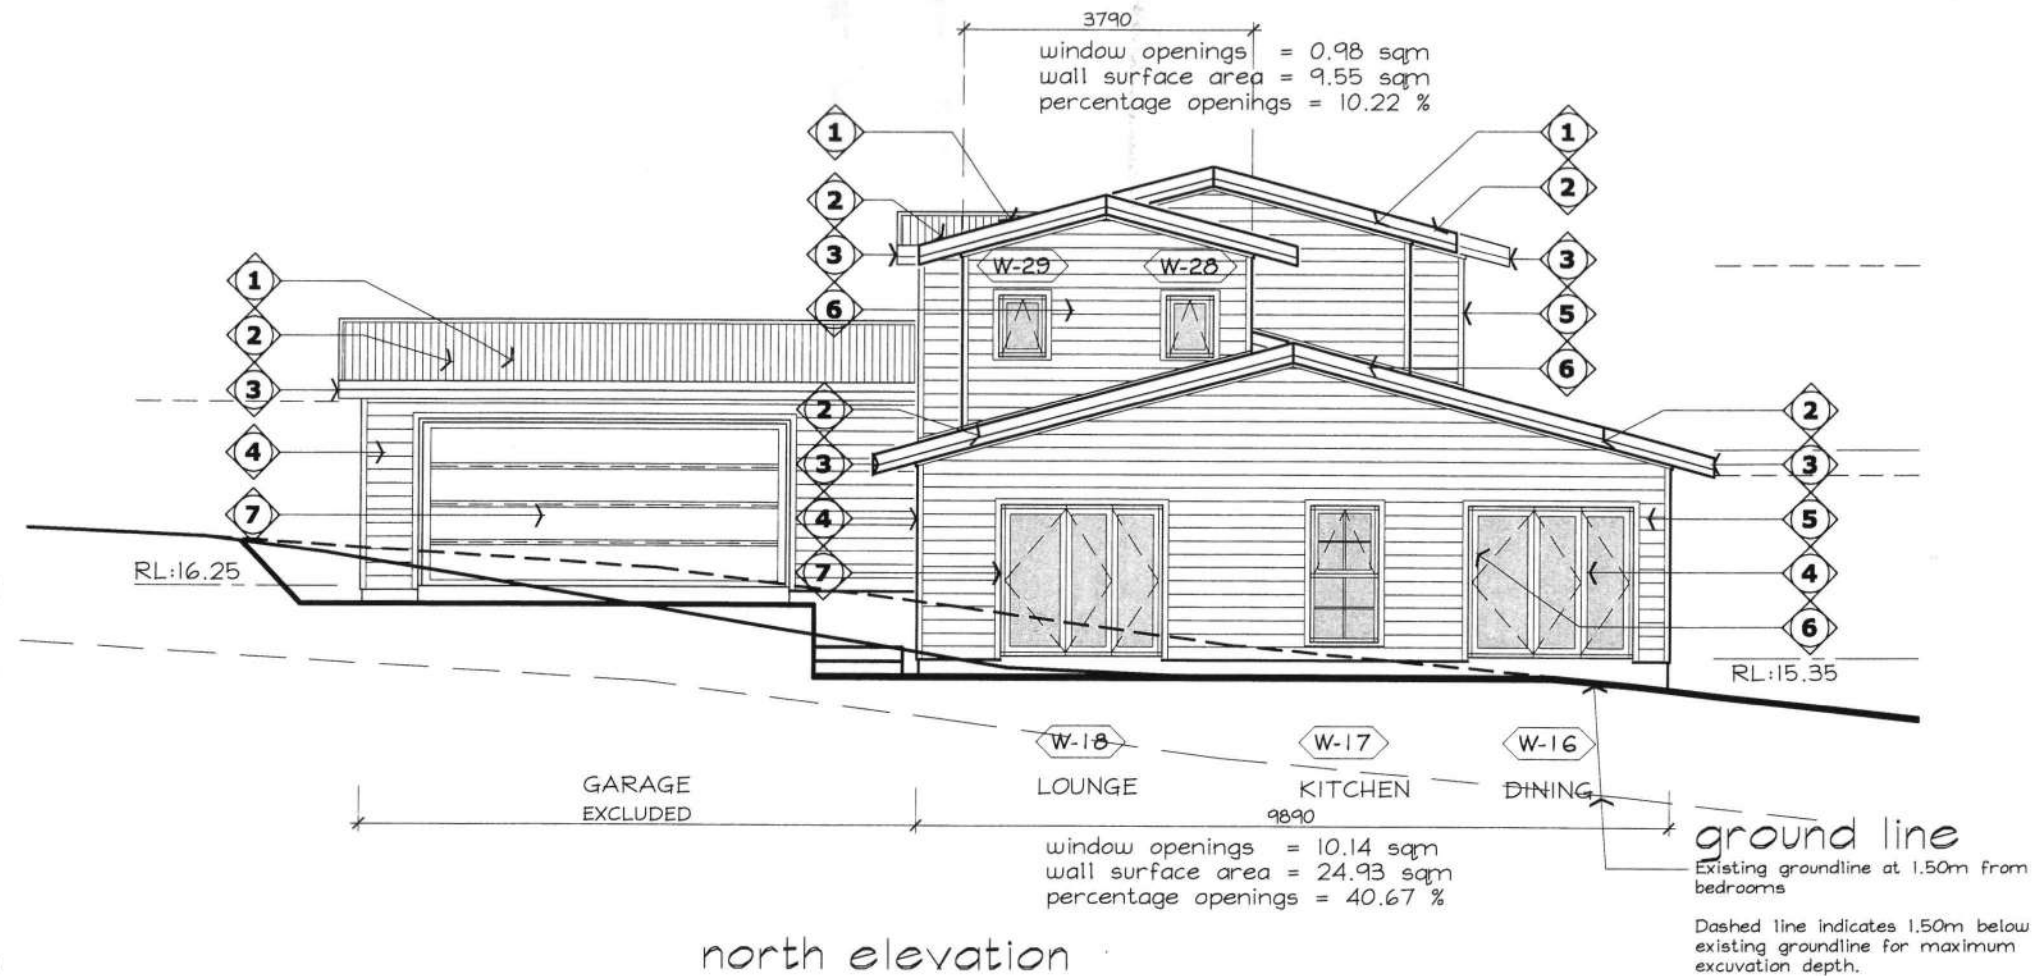 3790
window openings = 0.98 sqm
wall surface area = 9.55 sqm
percentage openings = 10.22 %
1
1
2
2
3
3
W-29
W-28
1
6
5
2
6
3
2
2
4
3
3
7
4
5
RL:16.25
7
4
6
RL:15.35
W-18
W-17
W-16
GARAGE
EXCLUDED
LOUNGE
KITCHEN
DINING
9890
window openings = 10.14 sqm
wall surface area = 24.93 sqm
percentage openings = 40.67 %
ground line
Existing groundline at 1.50m from
bedrooms
Dashed line indicates 1.50m below
existing groundline for maximum
excuvation depth.
north elevation